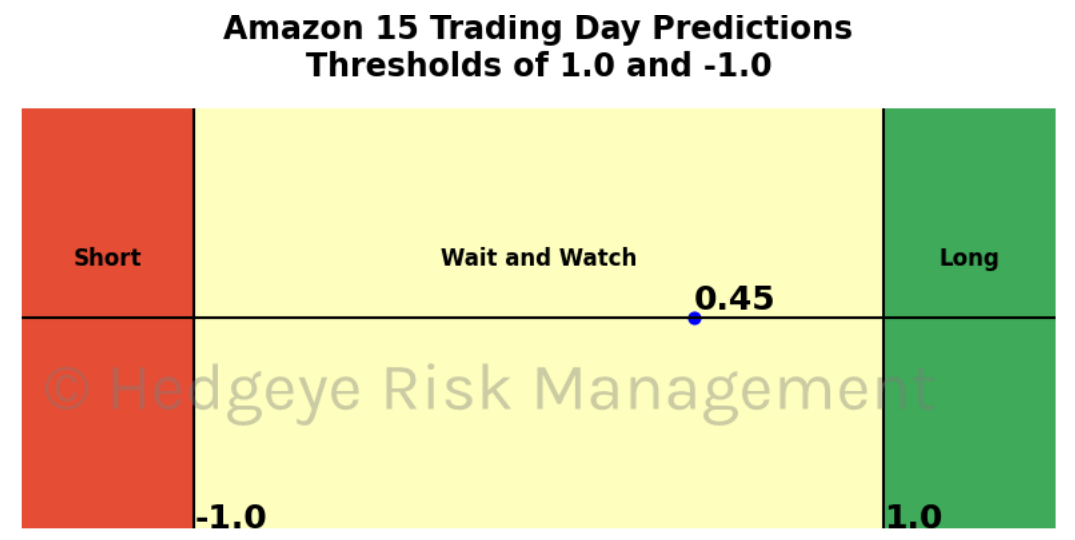 Amazon 15 Trading Day Predictions
Thresholds of 1.0 and -1.0
Short
Wait and Watch
Long
0.45
© Hedgeye Risk Management
-1.0
1.0